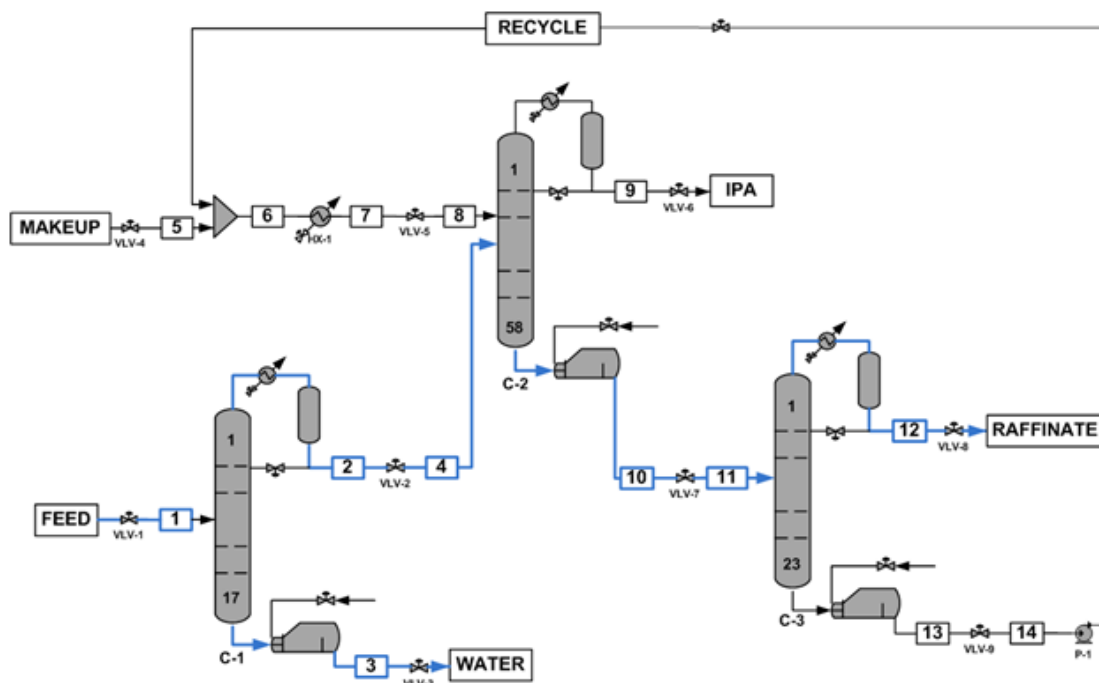 RECYCLE
1
9
IPA
VLV-6
MAKEUP
VLV-4
5
6
HX-1
7
VLV-5
8
58
C-2
1
1
12
RAFFINATE
VLV-8
2
VLV-2
4
10
VLV-7
11
FEED
VLV-1
1
17
23
C-1
3
WATER
C-3
13
VLV-9
14
P-1